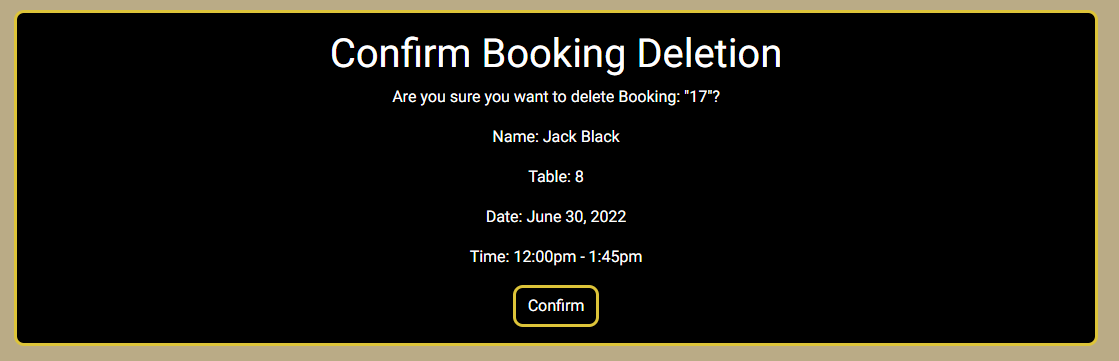 Confirm Booking Deletion
Are you sure you want to delete Booking: "17"?
Name: Jack Black
Table: 8
Date: June 30, 2022
Time: 12:00pm - 1:45pm
Confirm